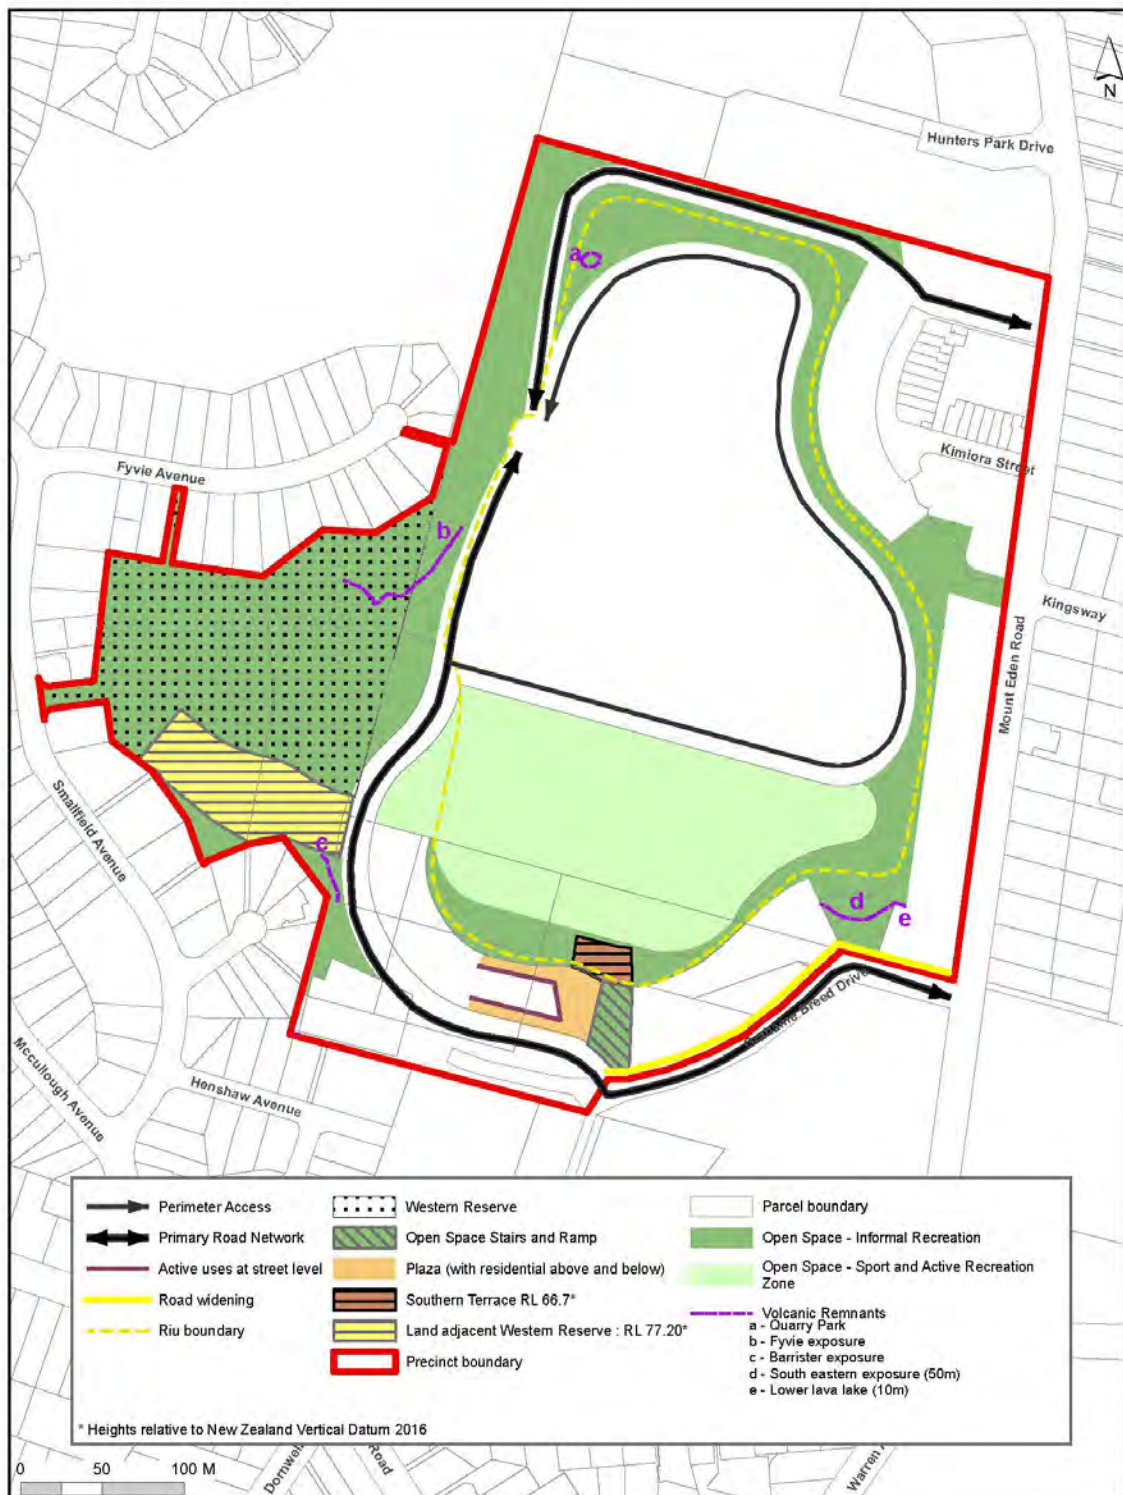 N
Hunters Park Drive
a
Fyvie Avenue
Kimiora Street
b
Kingsway
Mount Eden Road
Smallfield Avenue
c
d
e
Breed Drive
Mccullough Avenue
Henshaw Avenue
Perimeter Access
Primary Road Network
Active uses at street level
Road widening
Riu boundary
Western Reserve
Open Space Stairs and Ramp
Plaza (with residential above and below)
Southern Terrace RL 66.7*
Land adjacent Western Reserve : RL 77.20*
Precinct boundary
Parcel boundary
Open Space - Informal Recreation
Open Space - Sport and Active Recreation
Zone
Volcanic Remnants
a - Quarry Park
b - Fyvie exposure
c - Barrister exposure
d - South eastern exposure (50m)
e - Lower lava lake (10m)
* Heights relative to New Zealand Vertical Datum 2016
0 50 100 M
Road
Warren